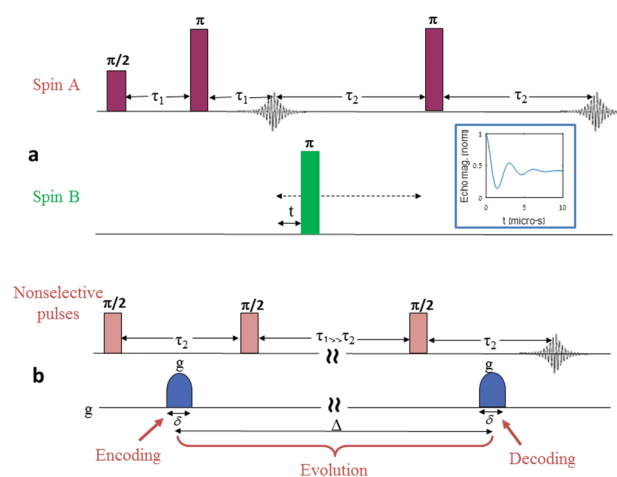 π/2
π
π
Spin A
τ1
τ1
τ2
τ2
a
π
Spin B
t
Echo mag. [norm]
1
0.5
0
0
5
10
t [micro-s]
Nonselective
pulses
π/2
π/2
π/2
τ2
τ1>>τ2
τ2
b
g
g
g
δ
δ
Δ
Encoding
Decoding
Evolution